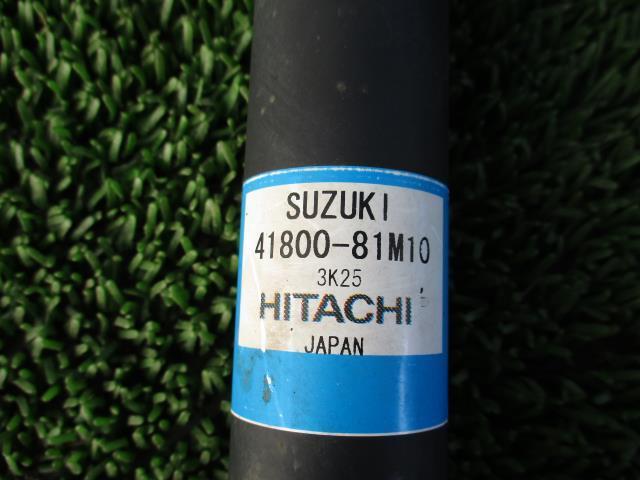 SUZUKI
41800-81M10
3K25
HITACHI
JAPAN